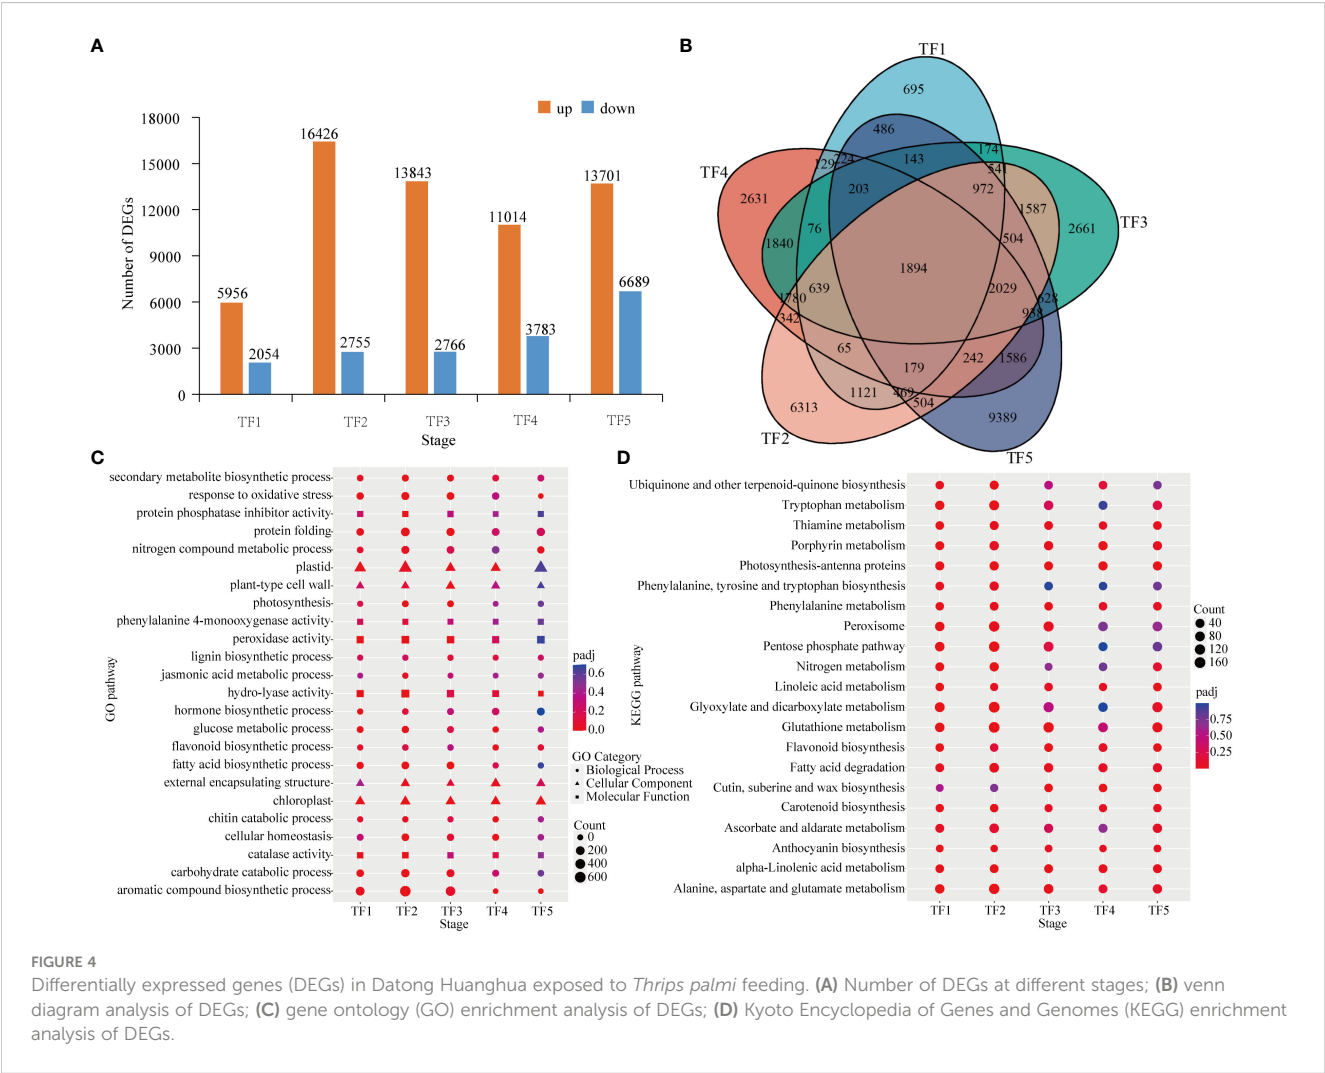 A
up down
Number of DEGs
18000
15000
12000
9000
6000
3000
0
5956
2054
16426
2755
13843
2766
11014
3783
13701
6689
TF1 TF2 TF3 TF4 TF5
Stage
B
TF1
TF4
TF3
TF2
TF5
695
486
174
129
224
143
541
203
972
2631
1587
2661
76
504
1840
1894
639
2029
1780
628
342
938
65
242
1586
179
1121
469
504
6313
9389
C
GO pathway
secondary metabolite biosynthetic process
response to oxidative stress
protein phosphatase inhibitor activity
protein folding
nitrogen compound metabolic process
plastid
plant-type cell wall
photosynthesis
phenylalanine 4-monooxygenase activity
peroxidase activity
lignin biosynthetic process
jasmonic acid metabolic process
hydro-lyase activity
hormone biosynthetic process
glucose metabolic process
flavonoid biosynthetic process
fatty acid biosynthetic process
external encapsulating structure
chloroplast
chitin catabolic process
cellular homeostasis
catalase activity
carbohydrate catabolic process
aromatic compound biosynthetic process
TF1 TF2 TF3 TF4 TF5
Stage
padj
0.6
0.4
0.2
0.0
GO Category
Biological Process
Cellular Component
Molecular Function
Count
0
200
400
600
D
KEGG pathway
Ubiquinone and other terpenoid-quinone biosynthesis
Tryptophan metabolism
Thiamine metabolism
Porphyrin metabolism
Photosynthesis-antenna proteins
Phenylalanine, tyrosine and tryptophan biosynthesis
Phenylalanine metabolism
Peroxisome
Pentose phosphate pathway
Nitrogen metabolism
Linoleic acid metabolism
Glyoxylate and dicarboxylate metabolism
Glutathione metabolism
Flavonoid biosynthesis
Fatty acid degradation
Cutin, suberine and wax biosynthesis
Carotenoid biosynthesis
Ascorbate and aldarate metabolism
Anthocyanin biosynthesis
alpha-Linolenic acid metabolism
Alanine, aspartate and glutamate metabolism
TF1 TF2 TF3 TF4 TF5
Stage
Count
40
80
120
160
padj
0.75
0.50
0.25
FIGURE 4
Differentially expressed genes (DEGs) in Datong Huanghua exposed to Thrips palmi feeding. (A) Number of DEGs at different stages; (B) venn
diagram analysis of DEGs; (C) gene ontology (GO) enrichment analysis of DEGs; (D) Kyoto Encyclopedia of Genes and Genomes (KEGG) enrichment
analysis of DEGs.